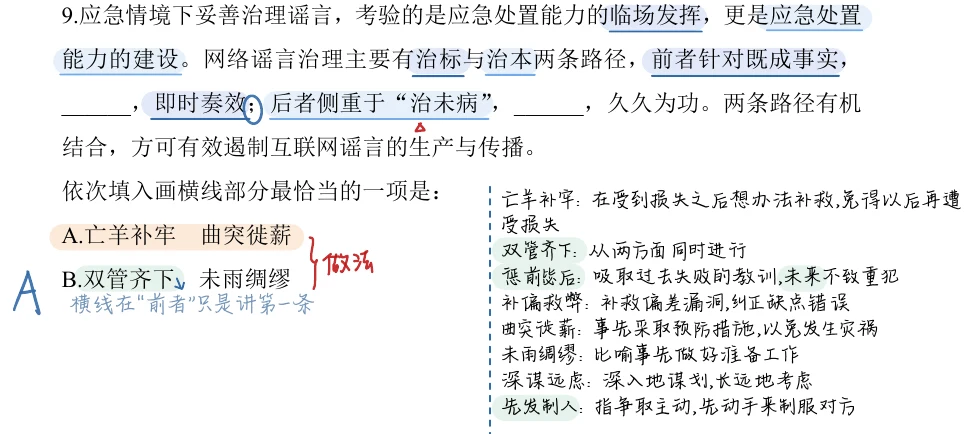 9.应急情境下妥善治理谣言，考验的是应急处置能力的临场发挥，更是应急处置
能力的建设。网络谣言治理主要有治标与治本两条路径，前者针对既成事实，
______，即时奏效；后者侧重于“治未病”，______，久久为功。两条路径有机
结合，方可有效遏制互联网谣言的生产与传播。
依次填入画横线部分最恰当的一项是：
A.亡羊补牢 曲突徙薪
B.双管齐下 未雨绸缪
做法
A
横线在“前者”只是讲第一条
亡羊补牢：在受到损失之后想办法补救,免得以后再遭
受损失
双管齐下：从两方面同时进行
惩前毖后：吸取过去失败的教训,未来不致重犯
补偏救弊：补救偏差漏洞,纠正缺点错误
曲突徙薪：事先采取预防措施,以免发生灾祸
未雨绸缪：比喻事先做好准备工作
深谋远虑：深入地谋划,长远地考虑
先发制人：指争取主动,先动手来制服对方